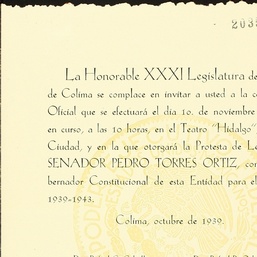 2035
La Honorable XXXI Legislatura de
de Colima se complace en invitar a usted a la c
Oficial que se efectuará el día 1o. de noviembre
en curso, a las 10 horas, en el Teatro "Hidalgo"
Ciudad, y en la que otorgará la Protesta de Le
SENADOR PEDRO TORRES ORTIZ, co
bernador Constitucional de esta Entidad para el
1939-1943.
Colima, octubre de 1939.